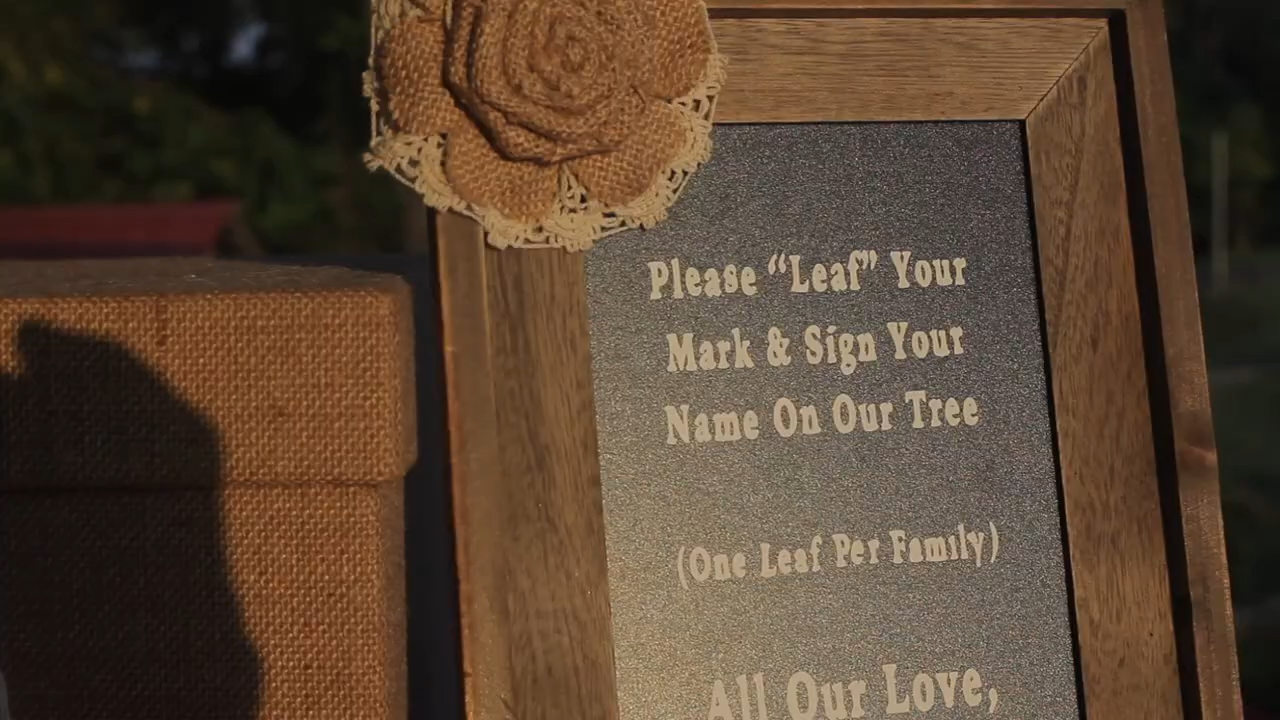 Please “Leaf” Your
Mark & Sign Your
Name On Our Tree
(One Leaf Per Family)
All Our Love,